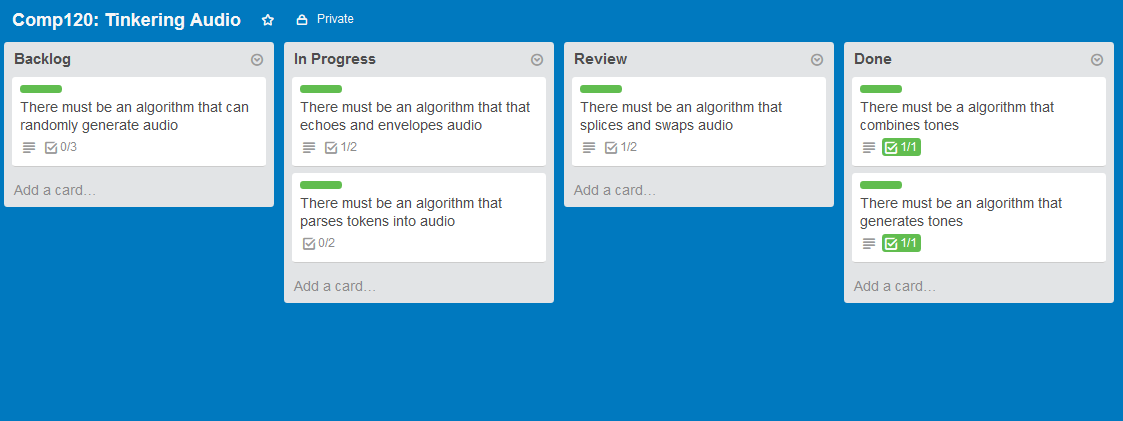 Comp120: Tinkering Audio
Private
Backlog
There must be an algorithm that can
randomly generate audio
0/3
Add a card…
In Progress
There must be an algorithm that that
echoes and envelopes audio
1/2
There must be an algorithm that
parses tokens into audio
0/2
Add a card…
Review
There must be an algorithm that
splices and swaps audio
1/2
Add a card…
Done
There must be a algorithm that
combines tones
1/1
There must be an algorithm that
generates tones
1/1
Add a card…